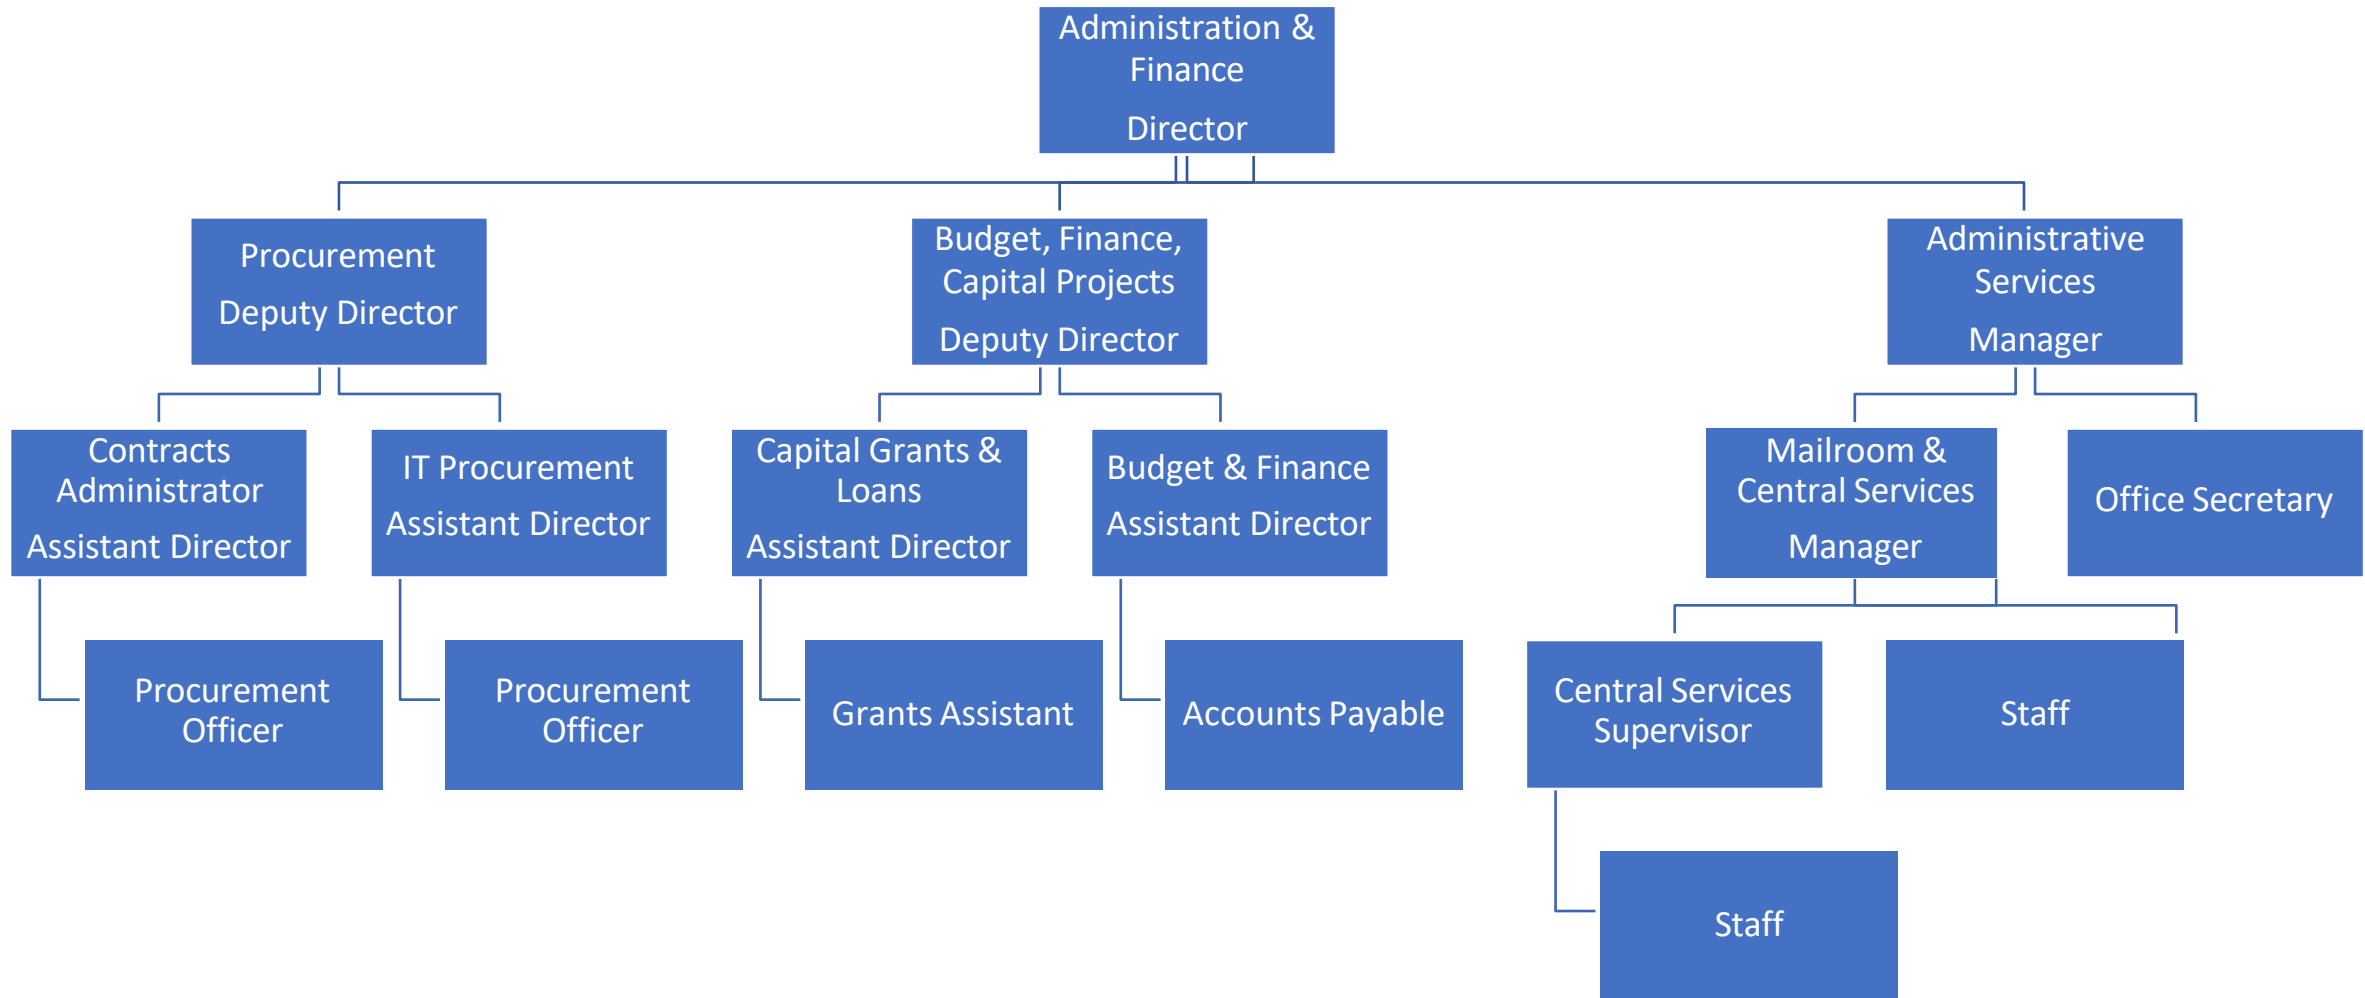 Administration &
Finance
Director
Procurement
Deputy Director
Budget, Finance,
Capital Projects
Deputy Director
Administrative
Services
Manager
Contracts
Administrator
Assistant Director
IT Procurement
Assistant Director
Capital Grants &
Loans
Assistant Director
Budget & Finance
Assistant Director
Mailroom &
Central Services
Manager
Office Secretary
Procurement
Officer
Procurement
Officer
Grants Assistant
Accounts Payable
Central Services
Supervisor
Staff
Staff